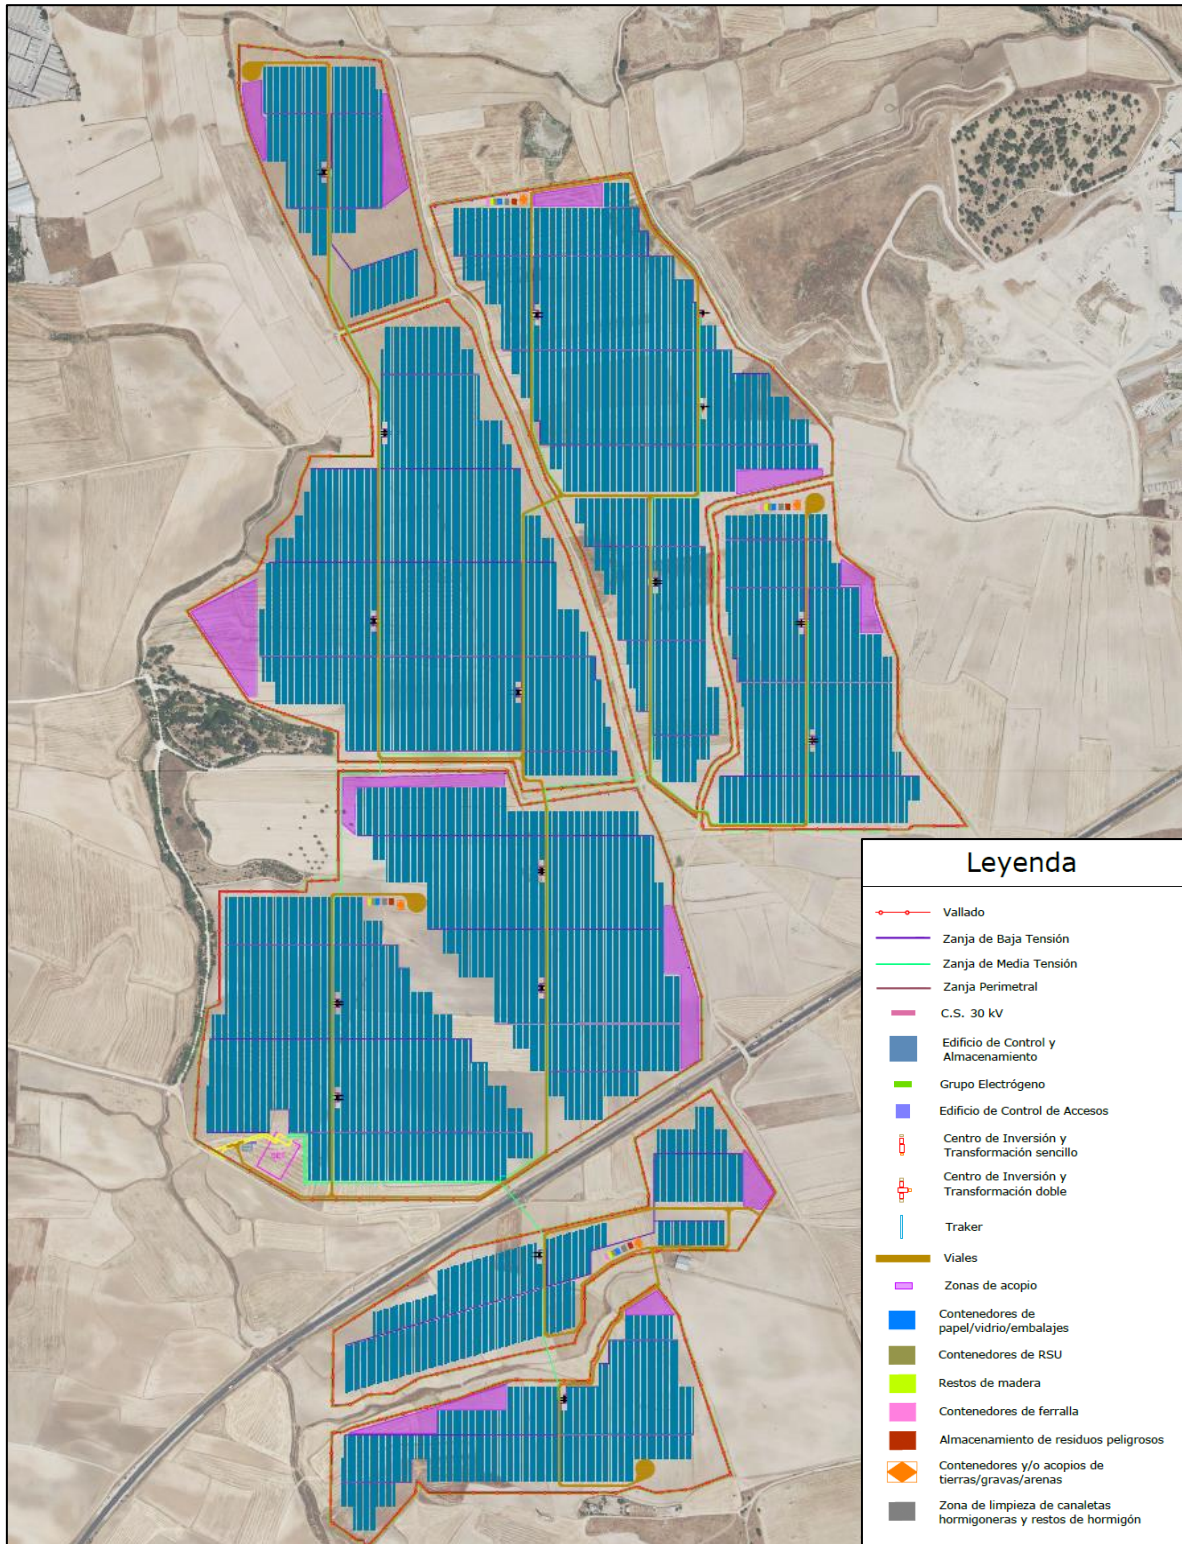 Leyenda
Vallado
Zanja de Baja Tensión
Zanja de Media Tensión
Zanja Perimetral
C.S. 30 kV
Edificio de Control y
Almacenamiento
Grupo Electrógeno
Edificio de Control de Accesos
Centro de Inversión y
Transformación sencillo
Centro de Inversión y
Transformación doble
Traker
Viales
Zonas de acopio
Contenedores de
papel/vidrio/embalajes
Contenedores de RSU
Restos de madera
Contenedores de ferralla
Almacenamiento de residuos peligrosos
Contenedores y/o acopios de
tierras/gravas/arenas
Zona de limpieza de canaletas
hormigoneras y restos de hormigón